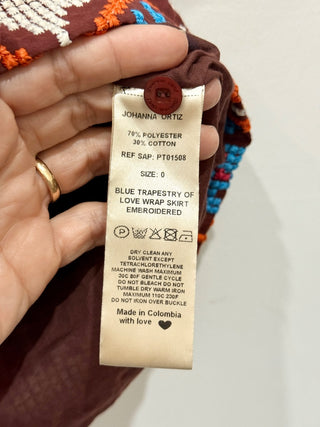 JOHANNA ORTIZ
70% POLYESTER
30% COTTON
REF SAP: PT01508
SIZE: 0
BLUE TRAPESTRY OF
LOVE WRAP SKIRT
EMBROIDERED
P
DRY CLEAN ANY
SOLVENT EXCEPT
TETRACHLORETHYLENE
MACHINE WASH MAXIMUM
30C 80F GENTLE CYCLE
DO NOT BLEACH DO NOT
TUMBLE DRY WARM IRON
MAXIMUM 110C 230F
DO NOT IRON OVER BUCKLE
Made in Colombia
with love